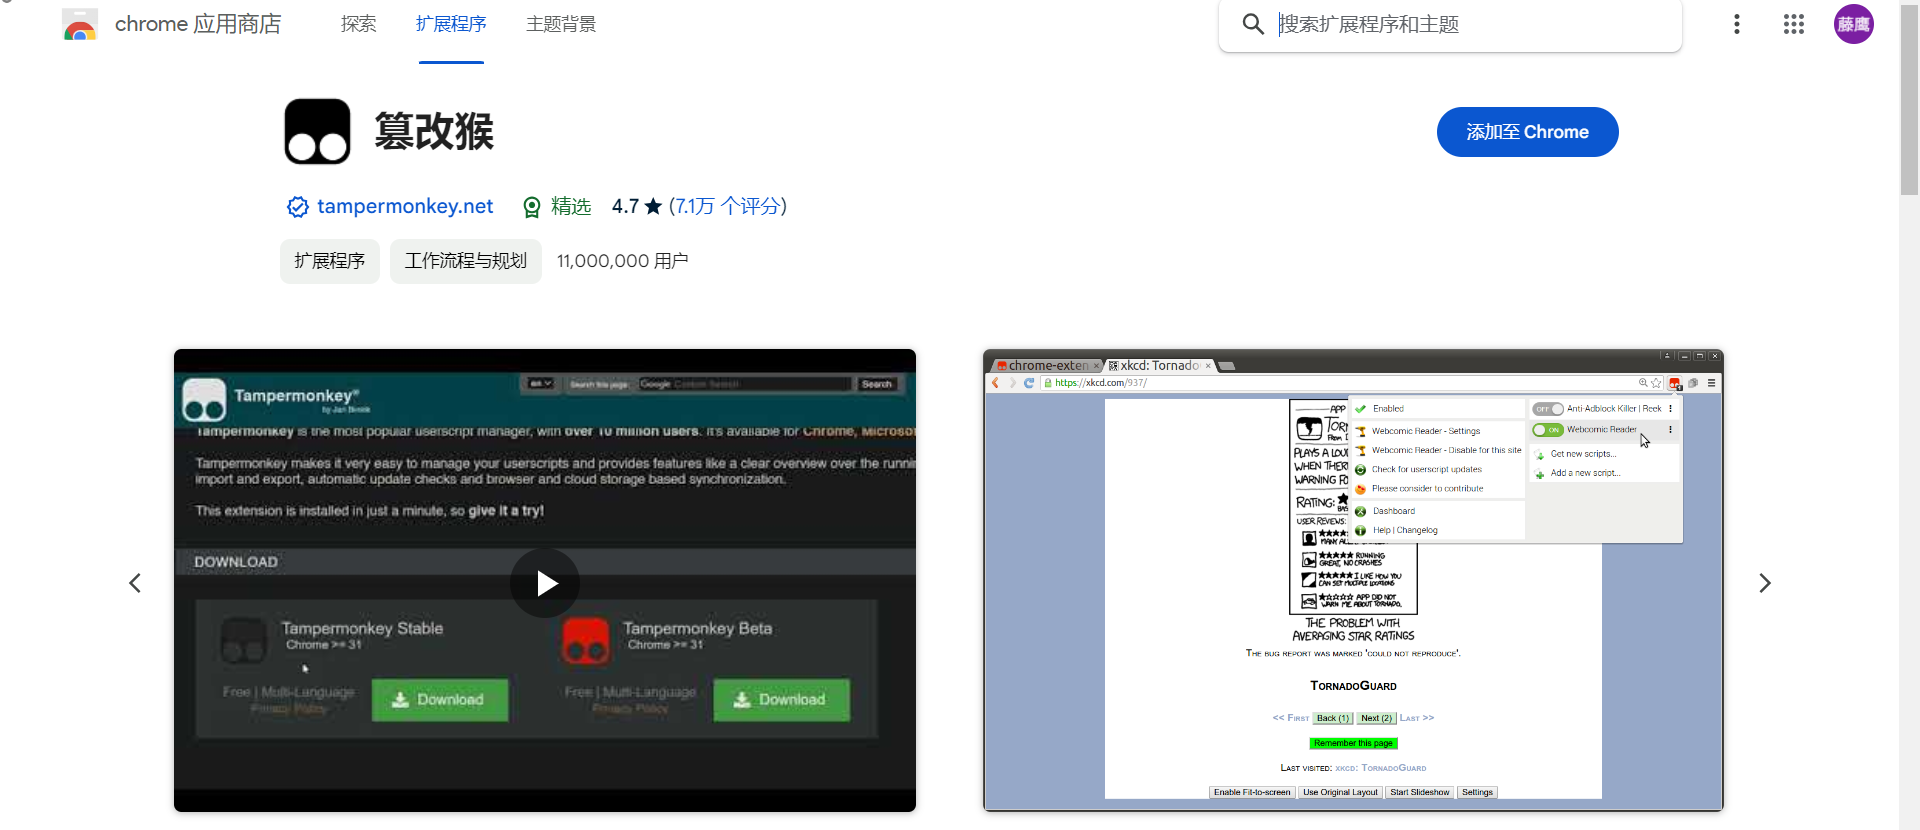 chrome 应用商店
探索
扩展程序
主题背景
搜索扩展程序和主题
藤鹰
篡改猴
添加至 Chrome
tampermonkey.net
精选
4.7 ★ (7.1万 个评分)
扩展程序
工作流程与规划
11,000,000 用户
Tampermonkey®
by Jan Biniok
Search this page:
Google Custom Search
Search
Tampermonkey is the most popular userscript manager, with over 10 million users. It's available for Chrome, Microsof
Tampermonkey makes it very easy to manage your userscripts and provides features like a clear overview over the runnin
import and export, automatic update checks and browser and cloud storage based synchronization.
This extension is installed in just a minute, so give it a try!
DOWNLOAD
Tampermonkey Stable
Chrome >= 31
Free | Multi-Language
Privacy Policy
Download
Tampermonkey Beta
Chrome >= 31
Free | Multi-Language
Privacy Policy
Download
chrome-exten
xkcd: Tornado
https://xkcd.com/937/
Enabled
Webcomic Reader - Settings
Webcomic Reader - Disable for this site
Check for userscript updates
Please consider to contribute
Dashboard
Help | Changelog
OFF Anti-Adblock Killer | Reek
ON Webcomic Reader
Get new scripts...
Add a new script...
APP
TOR
FROM D
PLAYS A LOU
WHEN THER
WARNING FO
RATING: ★
BAS
USER REVIEWS:
★★★★
MANY AL
★★★★★ RUNNING
GREAT, NO CRASHES
★★★★★ I LIKE HOW YOU
CAN SET MULTIPLE LOCATIONS
★☆☆☆☆ APP DID NOT
WARN ME ABOUT TORNADO.
THE PROBLEM WITH
AVERAGING STAR RATINGS
THE BUG REPORT WAS MARKED 'COULD NOT REPRODUCE'.
TORNADOGUARD
<< FIRST Back (1) Next (2) LAST >>
Remember this page
LAST VISITED: XKCD: TORNADOGUARD
Enable Fit-to-screen Use Original Layout Start Slideshow Settings